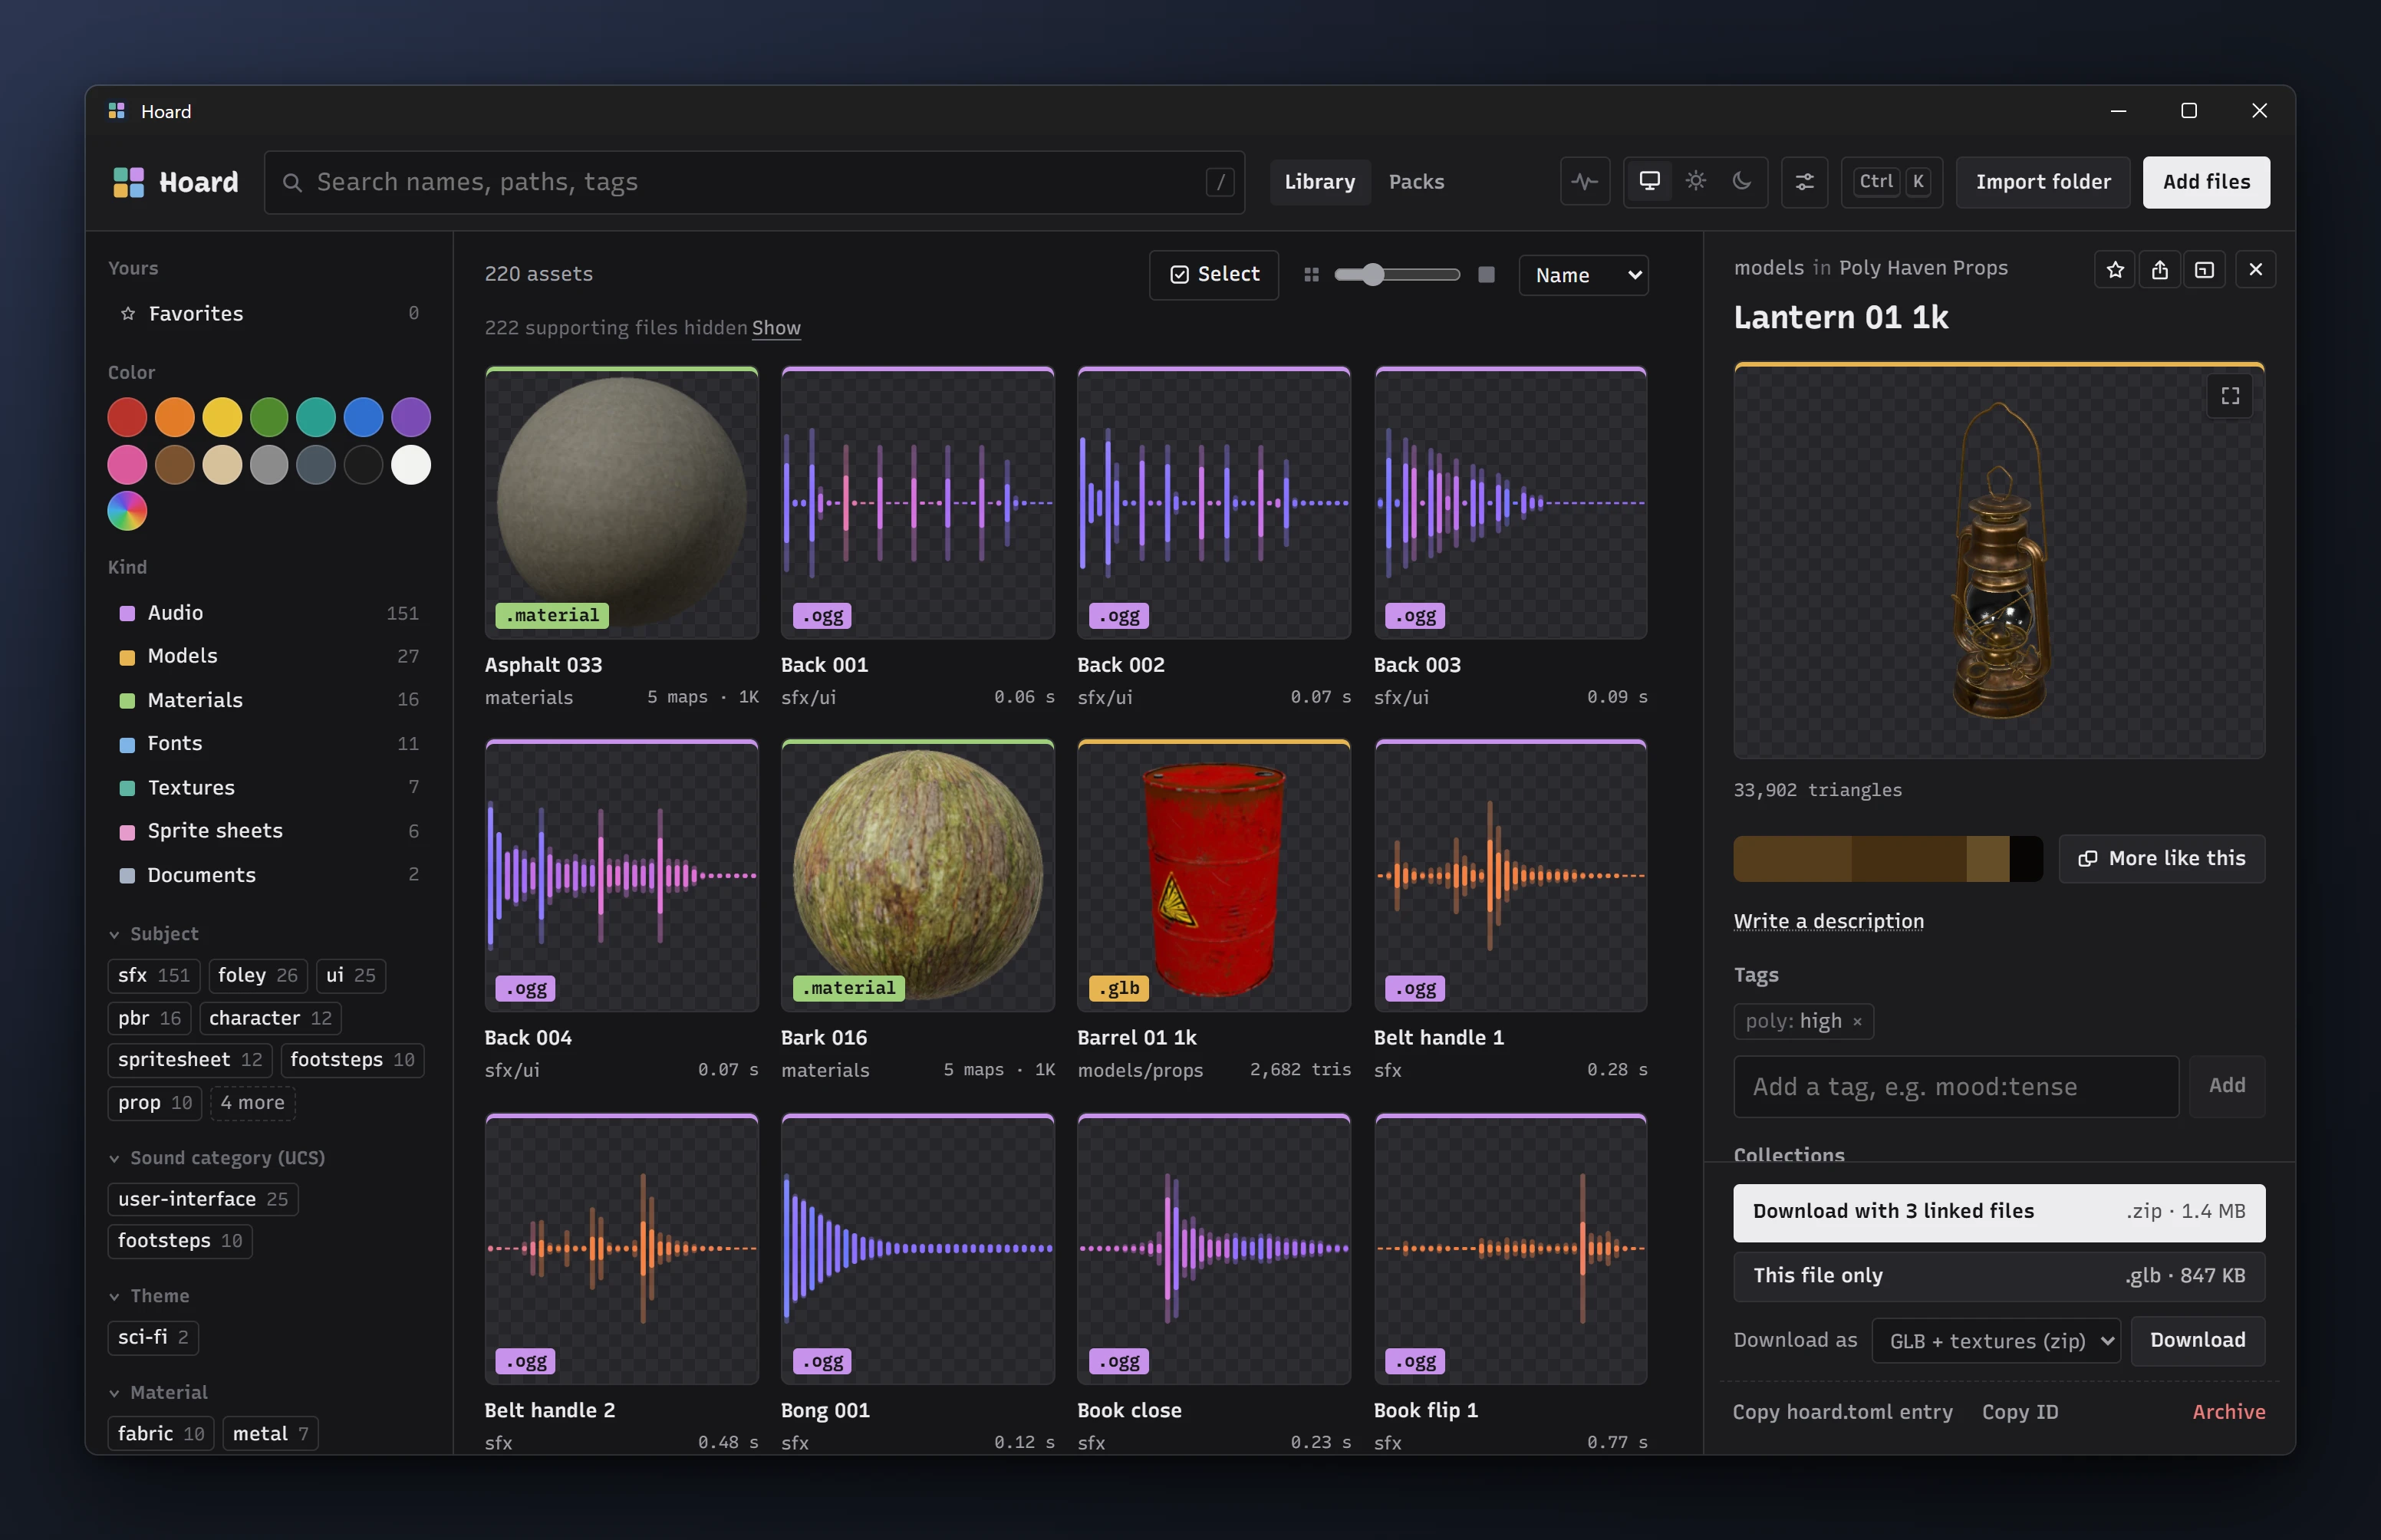 Hoard
Hoard
Search names, paths, tags
/
Library
Packs
Ctrl K
Import folder
Add files
Yours
Favorites 0
Color
Kind
Audio 151
Models 27
Materials 16
Fonts 11
Textures 7
Sprite sheets 6
Documents 2
Subject
sfx 151 foley 26 ui 25
pbr 16 character 12
spritesheet 12 footsteps 10
prop 10 4 more
Sound category (UCS)
user-interface 25
footsteps 10
Theme
sci-fi 2
Material
fabric 10 metal 7
220 assets
Select
Name
222 supporting files hidden Show
.material
Asphalt 033
materials 5 maps · 1K
.ogg
Back 001
sfx/ui 0.06 s
.ogg
Back 002
sfx/ui 0.07 s
.ogg
Back 003
sfx/ui 0.09 s
.ogg
Back 004
sfx/ui 0.07 s
.material
Bark 016
materials 5 maps · 1K
.glb
Barrel 01 1k
models/props 2,682 tris
.ogg
Belt handle 1
sfx 0.28 s
.ogg
Belt handle 2
sfx 0.48 s
.ogg
Bong 001
sfx 0.12 s
.ogg
Book close
sfx 0.23 s
.ogg
Book flip 1
sfx 0.77 s
models in Poly Haven Props
Lantern 01 1k
33,902 triangles
More like this
Write a description
Tags
poly: high ×
Add a tag, e.g. mood:tense
Add
Collections
Download with 3 linked files .zip · 1.4 MB
This file only .glb · 847 KB
Download as GLB + textures (zip) Download
Copy hoard.toml entry Copy ID Archive